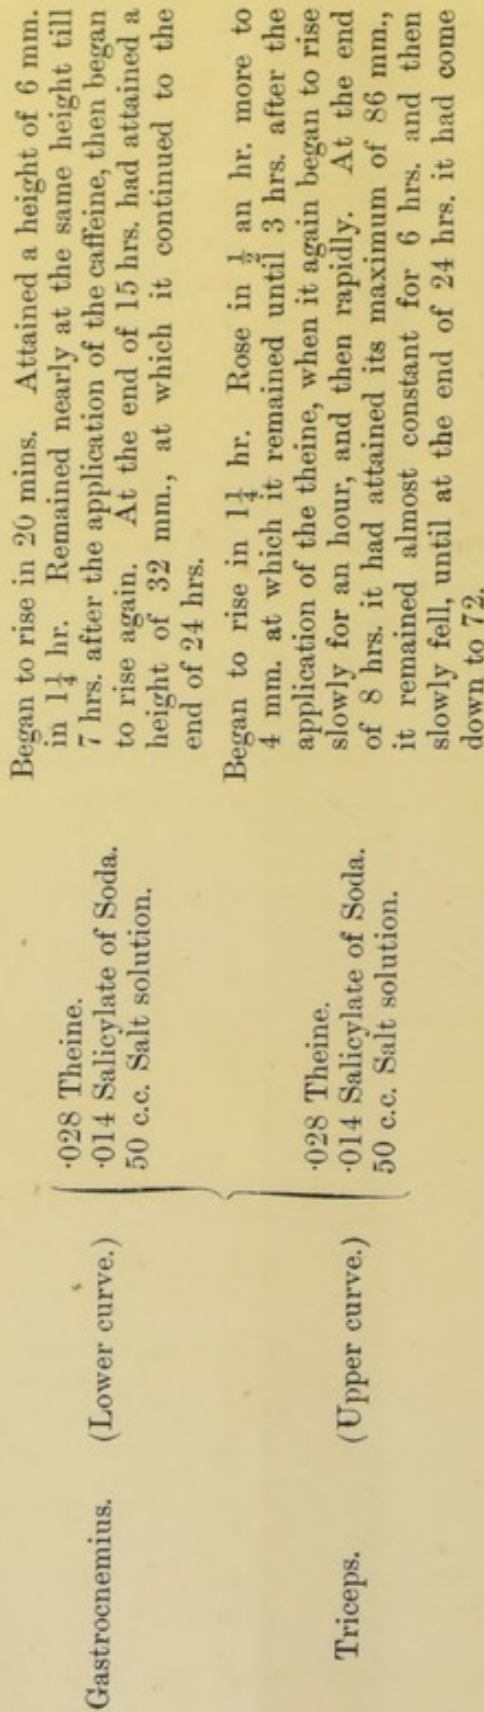 Gastrocnemius. (Lower curve.)
·028 Theine.
·014 Salicylate of Soda.
50 c.c. Salt solution.
Began to rise in 20 mins. Attained a height of 6 mm.
in 1¼ hr. Remained nearly at the same height till
7 hrs. after the application of the caffeine, then began
to rise again. At the end of 15 hrs. had attained a
height of 32 mm., at which it continued to the
end of 24 hrs.
Triceps. (Upper curve.)
·028 Theine.
·014 Salicylate of Soda.
50 c.c. Salt solution.
Began to rise in 1¼ hr. Rose in ½ an hr. more to
4 mm. at which it remained until 3 hrs. after the
application of the theine, when it again began to rise
slowly for an hour, and then rapidly. At the end
of 8 hrs. it had attained its maximum of 86 mm.,
it remained almost constant for 6 hrs. and then
slowly fell, until at the end of 24 hrs. it had come
down to 72.